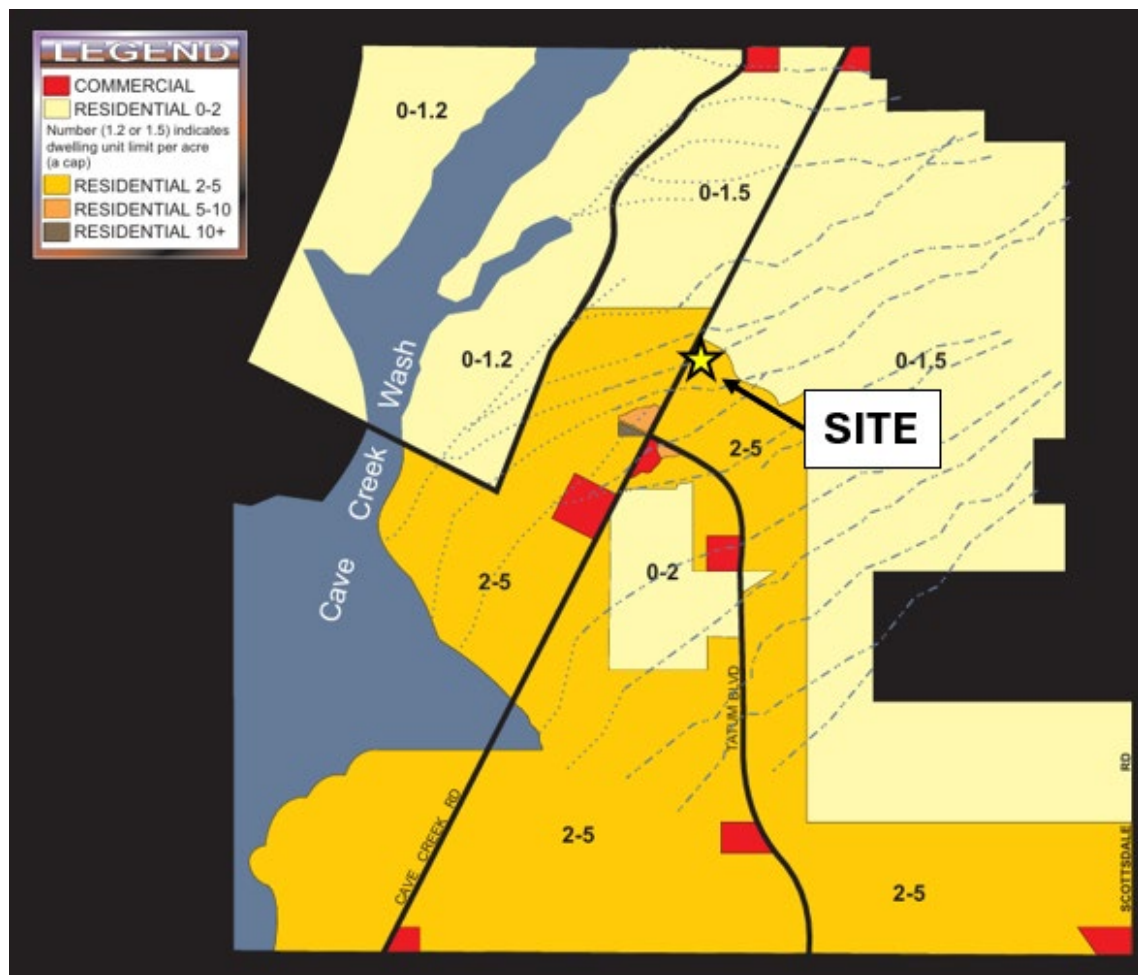 LEGEND
COMMERCIAL
RESIDENTIAL 0-2
Number (1.2 or 1.5) indicates
dwelling unit limit per acre
(a cap)
RESIDENTIAL 2-5
RESIDENTIAL 5-10
RESIDENTIAL 10+
0-1.2
0-1.5
0-1.2
0-1.5
Cave Creek Wash
SITE
2-5
0-2
2-5
TATUM BLVD
CAVE CREEK RD
SCOTTSDALE RD
2-5
2-5